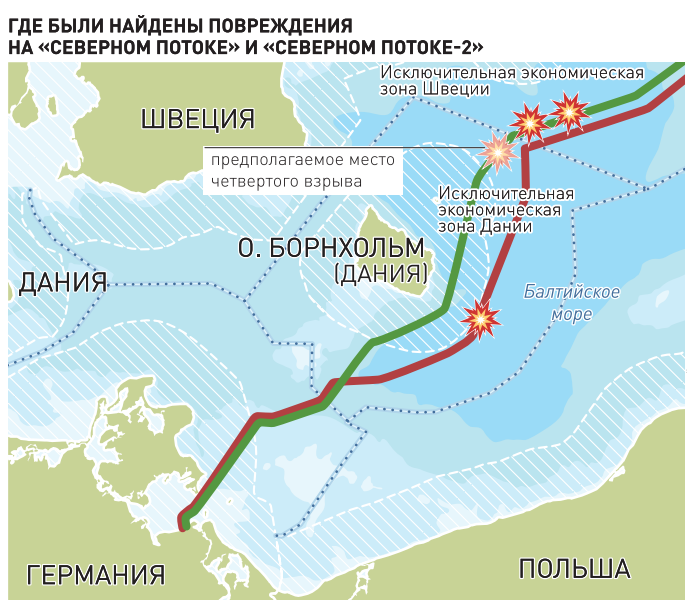 ГДЕ БЫЛИ НАЙДЕНЫ ПОВРЕЖДЕНИЯ
НА «СЕВЕРНОМ ПОТОКЕ» И «СЕВЕРНОМ ПОТОКЕ-2»
Исключительная экономическая
зона Швеции
ШВЕЦИЯ
предполагаемое место
четвертого взрыва
Исключительная
экономическая
зона Дании
О. БОРНХОЛЬМ
(ДАНИЯ)
ДАНИЯ
Балтийское
море
ГЕРМАНИЯ
ПОЛЬША